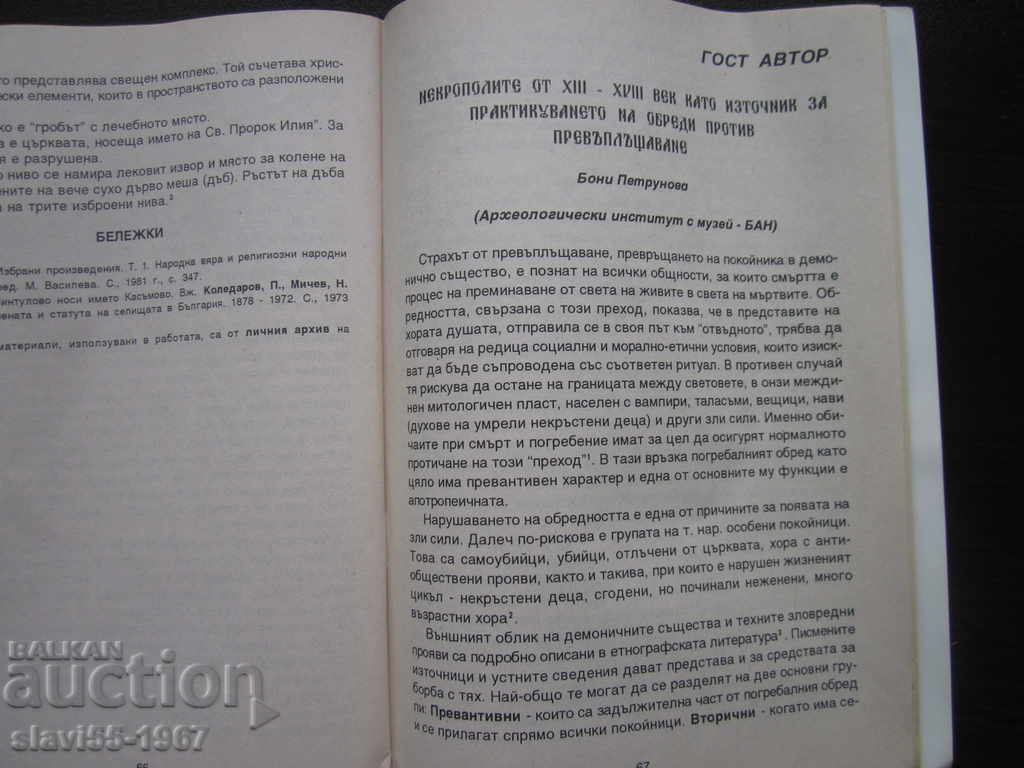 то представлява свещен комплекс. Той съчетава хрис-
ски елементи, които в пространството са разположени
ко е "гробът" с лечебното място.
а е църквата, носеща името на Св. Пророк Илия". За
я е разрушена.
о ниво се намира лековит извор и място за колене на
ените на вече сухо дърво меша (дъб). Ръстът на дъба
а на трите изброени нива.²
БЕЛЕЖКИ
Избрани произведения. Т. 1. Народна вяра и религиозни народни
ред. М. Василева. С., 1981 г., с. 347.
интулово носи името Касъмово. Вж. Коледаров, П., Мичев, Н.
ената и статута на селищата в България. 1878 - 1972. С., 1973
материали, използувани в работата, са от личния архив на
66
ГОСТ АВТОР
НЕКРОПОЛИТЕ ОТ XIII - XVIII ВЕК КАТО ИЗТОЧНИК ЗА
ПРАКТИКУВАНЕТО НА ОБРЕДИ ПРОТИВ
ПРЕВЪПЛЪЩАВАНЕ
Бони Петрунова
(Археологически институт с музей - БАН)
Страхът от превъплъщаване, превръщането на покойника в демо-
нично същество, е познат на всички общности, за които смъртта е
процес на преминаване от света на живите в света на мъртвите. Об-
редността, свързана с този преход, показва, че в представите на
хората душата, отправила се в своя път към "отвъдното", трябва да
отговаря на редица социални и морално-етични условия, които изиск-
ват да бъде съпроводена със съответен ритуал. В противен случай
тя рискува да остане на границата между световете, в онзи междин-
нен митологичен пласт, населен с вампири, таласъми, вещици, нави
(духове на умрели некръстени деца) и други зли сили. Именно оби-
чаите при смърт и погребение имат за цел да осигурят нормалното
протичане на този "преход"¹. В тази връзка погребалният обред като
цяло има превантивен характер и една от основните му функции е
апотропеичната.
Нарушаването на обредността е една от причините за появата на
зли сили. Далеч по-рискова е групата на т. нар. особени покойници.
Това са самоубийци, убийци, отлъчени от църквата, хора с анти-
обществени прояви, както и такива, при които е нарушен жизненият
цикъл - некръстени деца, сгодени, но починали неженени, много
възрастни хора².
Външният облик на демоничните същества и техните зловредни
прояви са подробно описани в етнографската литература³. Писмените
източници и устните сведения дават представа и за средствата за
борба с тях. Най-общо те могат да се разделят на две основни гру-
пи: Превантивни - които са задължителна част от погребалния обред
и се прилагат спрямо всички покойници. Вторични - когато има се-
67
BALKAN
auction
slavi55-1967